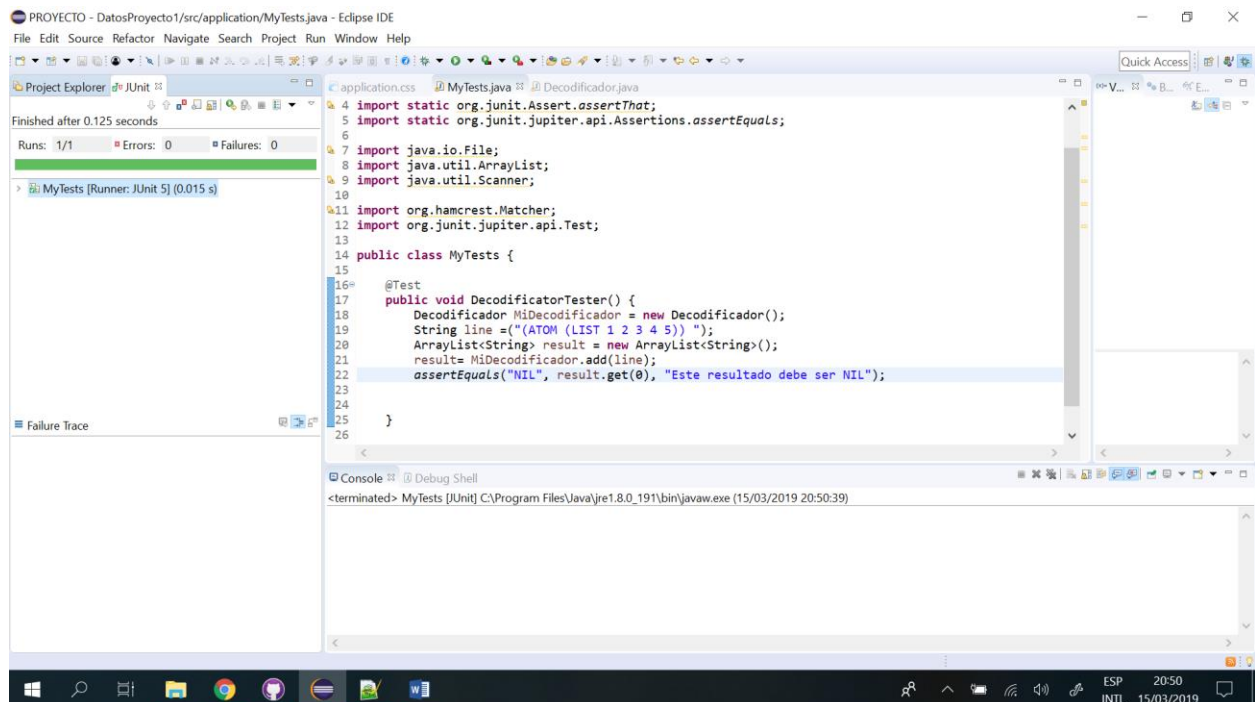 PROYECTO - DatosProyecto1/src/application/MyTests.java - Eclipse IDE
File Edit Source Refactor Navigate Search Project Run Window Help
Quick Access
Project Explorer JUnit
Finished after 0.125 seconds
Runs: 1/1 Errors: 0 Failures: 0
MyTests [Runner: JUnit 5] (0.015 s)
Failure Trace
application.css MyTests.java Decodificador.java
4 import static org.junit.Assert.assertThat;
5 import static org.junit.jupiter.api.Assertions.assertEquals;
6
7 import java.io.File;
8 import java.util.ArrayList;
9 import java.util.Scanner;
10
11 import org.hamcrest.Matcher;
12 import org.junit.jupiter.api.Test;
13
14 public class MyTests {
15
16 @Test
17 public void DecodificatorTester() {
18 Decodificador MiDecodificador = new Decodificador();
19 String line =("(ATOM (LIST 1 2 3 4 5)) ");
20 ArrayList<String> result = new ArrayList<String>();
21 result= MiDecodificador.add(line);
22 assertEquals("NIL", result.get(0), "Este resultado debe ser NIL");
23
24
25 }
26
V... B... E...
Console Debug Shell
<terminated> MyTests [JUnit] C:\Program Files\Java\jre1.8.0_191\bin\javaw.exe (15/03/2019 20:50:39)
ESP
INTL
20:50
15/03/2019